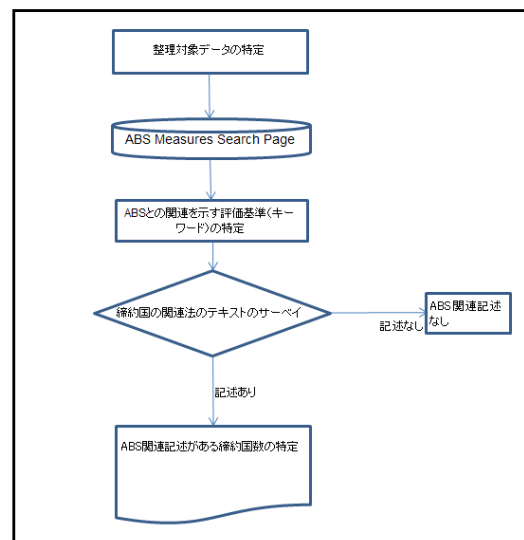 整理対象データの特定
ABS Measures Search Page
ABSとの関連を示す評価基準(キー
ワード)の特定
締約国の関連法のテキストのサーベイ
ABS関連記述
なし
記述なし
記述あり
ABS関連記述がある締約国数の特定